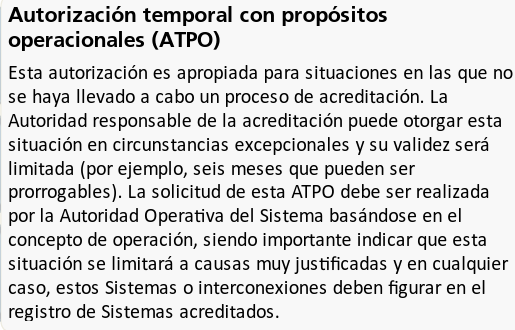 Autorización temporal con propósitos
operacionales (ATPO)
Esta autorización es apropiada para situaciones en las que no
se haya llevado a cabo un proceso de acreditación. La
Autoridad responsable de la acreditación puede otorgar esta
situación en circunstancias excepcionales y su validez será
limitada (por ejemplo, seis meses que pueden ser
prorrogables). La solicitud de esta ATPO debe ser realizada
por la Autoridad Operativa del Sistema basándose en el
concepto de operación, siendo importante indicar que esta
situación se limitará a causas muy justificadas y en cualquier
caso, estos Sistemas o interconexiones deben figurar en el
registro de Sistemas acreditados.